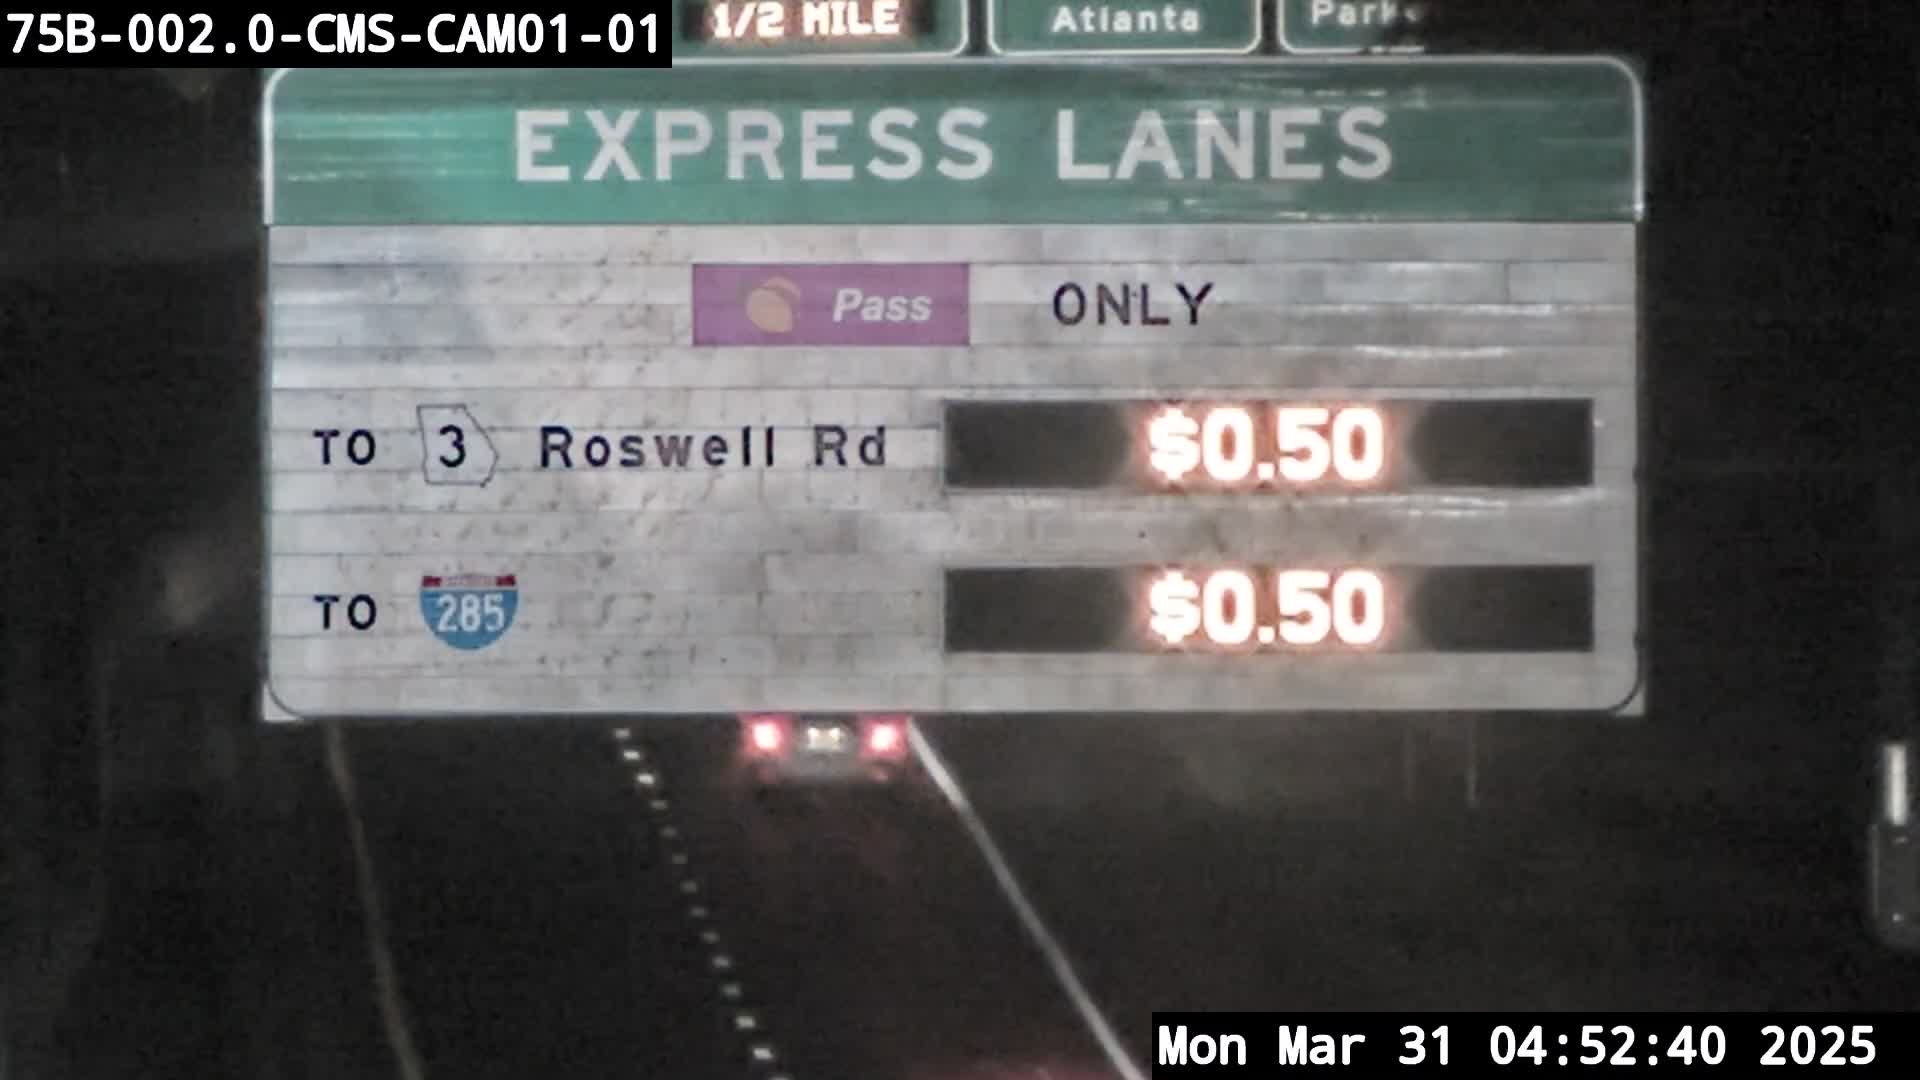 75B-002.0-CMS-CAM01-01
1/2 MILE
Atlanta
EXPRESS LANES
Pass ONLY
TO 3 Roswell Rd $0.50
TO 285 $0.50
Mon Mar 31 04:52:40 2025